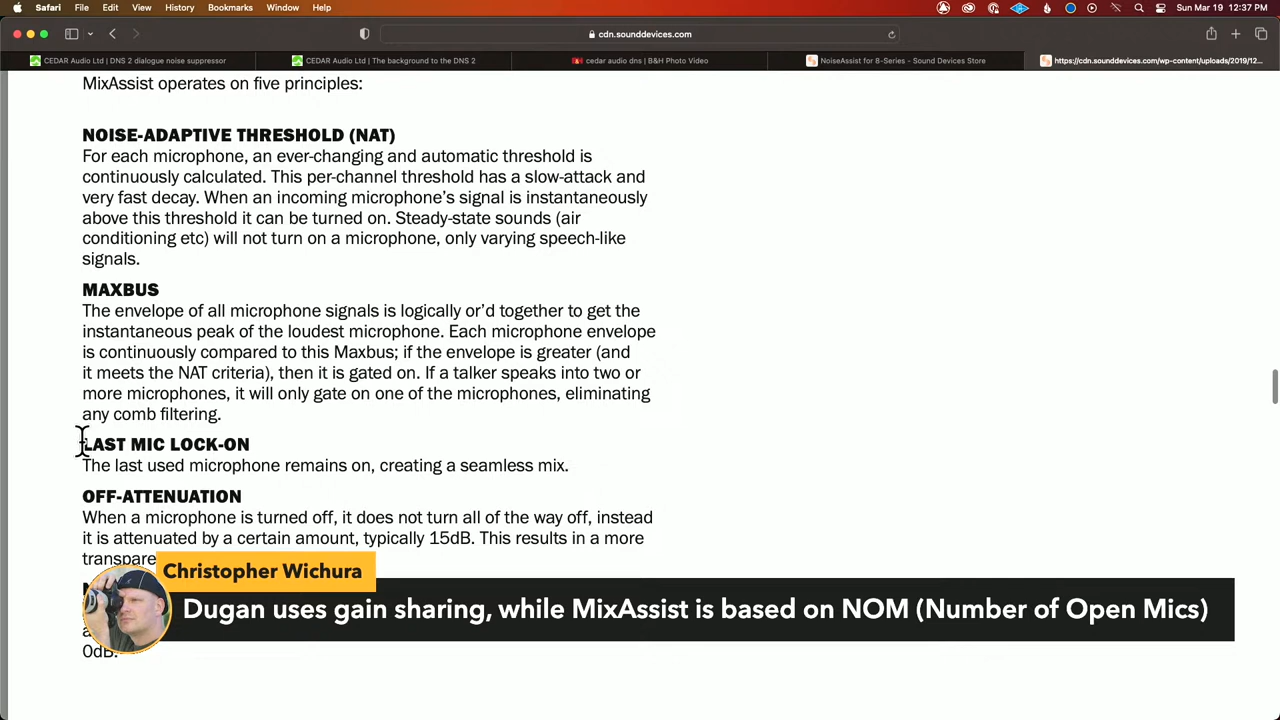 Safari File Edit View History Bookmarks Window Help Sun Mar 19 12:37 PM
cdn.sounddevices.com
CEDAR Audio Ltd | DNS 2 dialogue noise suppressor
CEDAR Audio Ltd | The background to the DNS 2
cedar audio dns | B&H Photo Video
NoiseAssist for 8-Series - Sound Devices Store
https://cdn.sounddevices.com/wp-content/uploads/2019/12...
MixAssist operates on five principles:
NOISE-ADAPTIVE THRESHOLD (NAT)
For each microphone, an ever-changing and automatic threshold is
continuously calculated. This per-channel threshold has a slow-attack and
very fast decay. When an incoming microphone’s signal is instantaneously
above this threshold it can be turned on. Steady-state sounds (air
conditioning etc) will not turn on a microphone, only varying speech-like
signals.
MAXBUS
The envelope of all microphone signals is logically or’d together to get the
instantaneous peak of the loudest microphone. Each microphone envelope
is continuously compared to this Maxbus; if the envelope is greater (and
it meets the NAT criteria), then it is gated on. If a talker speaks into two or
more microphones, it will only gate on one of the microphones, eliminating
any comb filtering.
LAST MIC LOCK-ON
The last used microphone remains on, creating a seamless mix.
OFF-ATTENUATION
When a microphone is turned off, it does not turn all of the way off, instead
it is attenuated by a certain amount, typically 15dB. This results in a more
Christopher Wichura
Dugan uses gain sharing, while MixAssist is based on NOM (Number of Open Mics)
0dB.